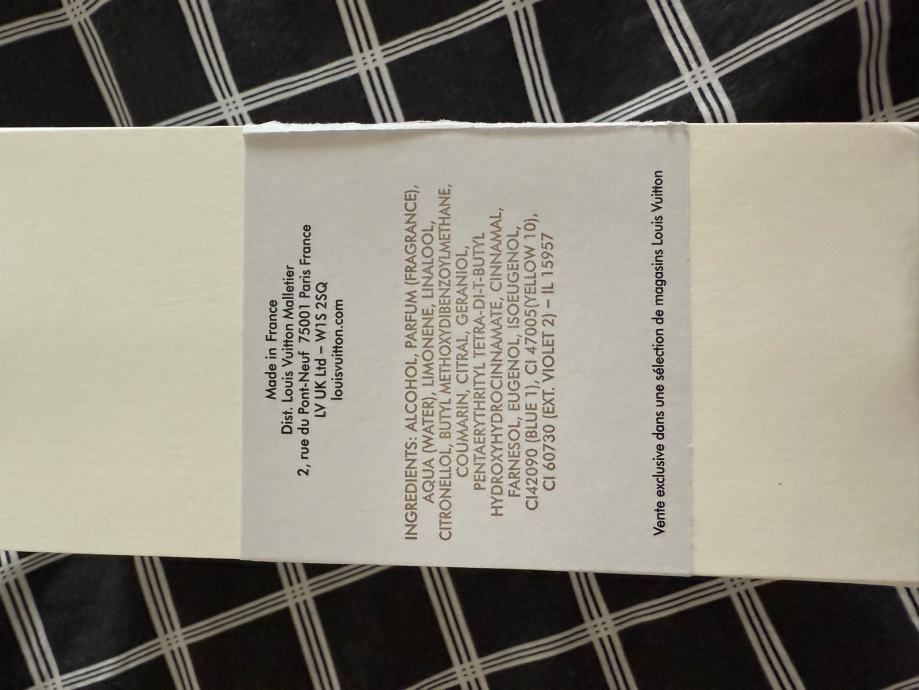 Made in France
Dist. Louis Vuitton Malletier
2, rue du Pont-Neuf 75001 Paris France
LV UK Ltd – W1S 2SQ
louisvuitton.com
INGREDIENTS: ALCOHOL, PARFUM (FRAGRANCE),
AQUA (WATER), LIMONENE, LINALOOL,
CITRONELLOL, BUTYL METHOXYDIBENZOYLMETHANE,
COUMARIN, CITRAL, GERANIOL,
PENTAERYTHRITYL TETRA-DI-T-BUTYL
HYDROXYHYDROCINNAMATE, CINNAMAL,
FARNESOL, EUGENOL, ISOEUGENOL,
CI42090 (BLUE 1), CI 47005(YELLOW 10),
CI 60730 (EXT. VIOLET 2) – IL 15957
Vente exclusive dans une sélection de magasins Louis Vuitton